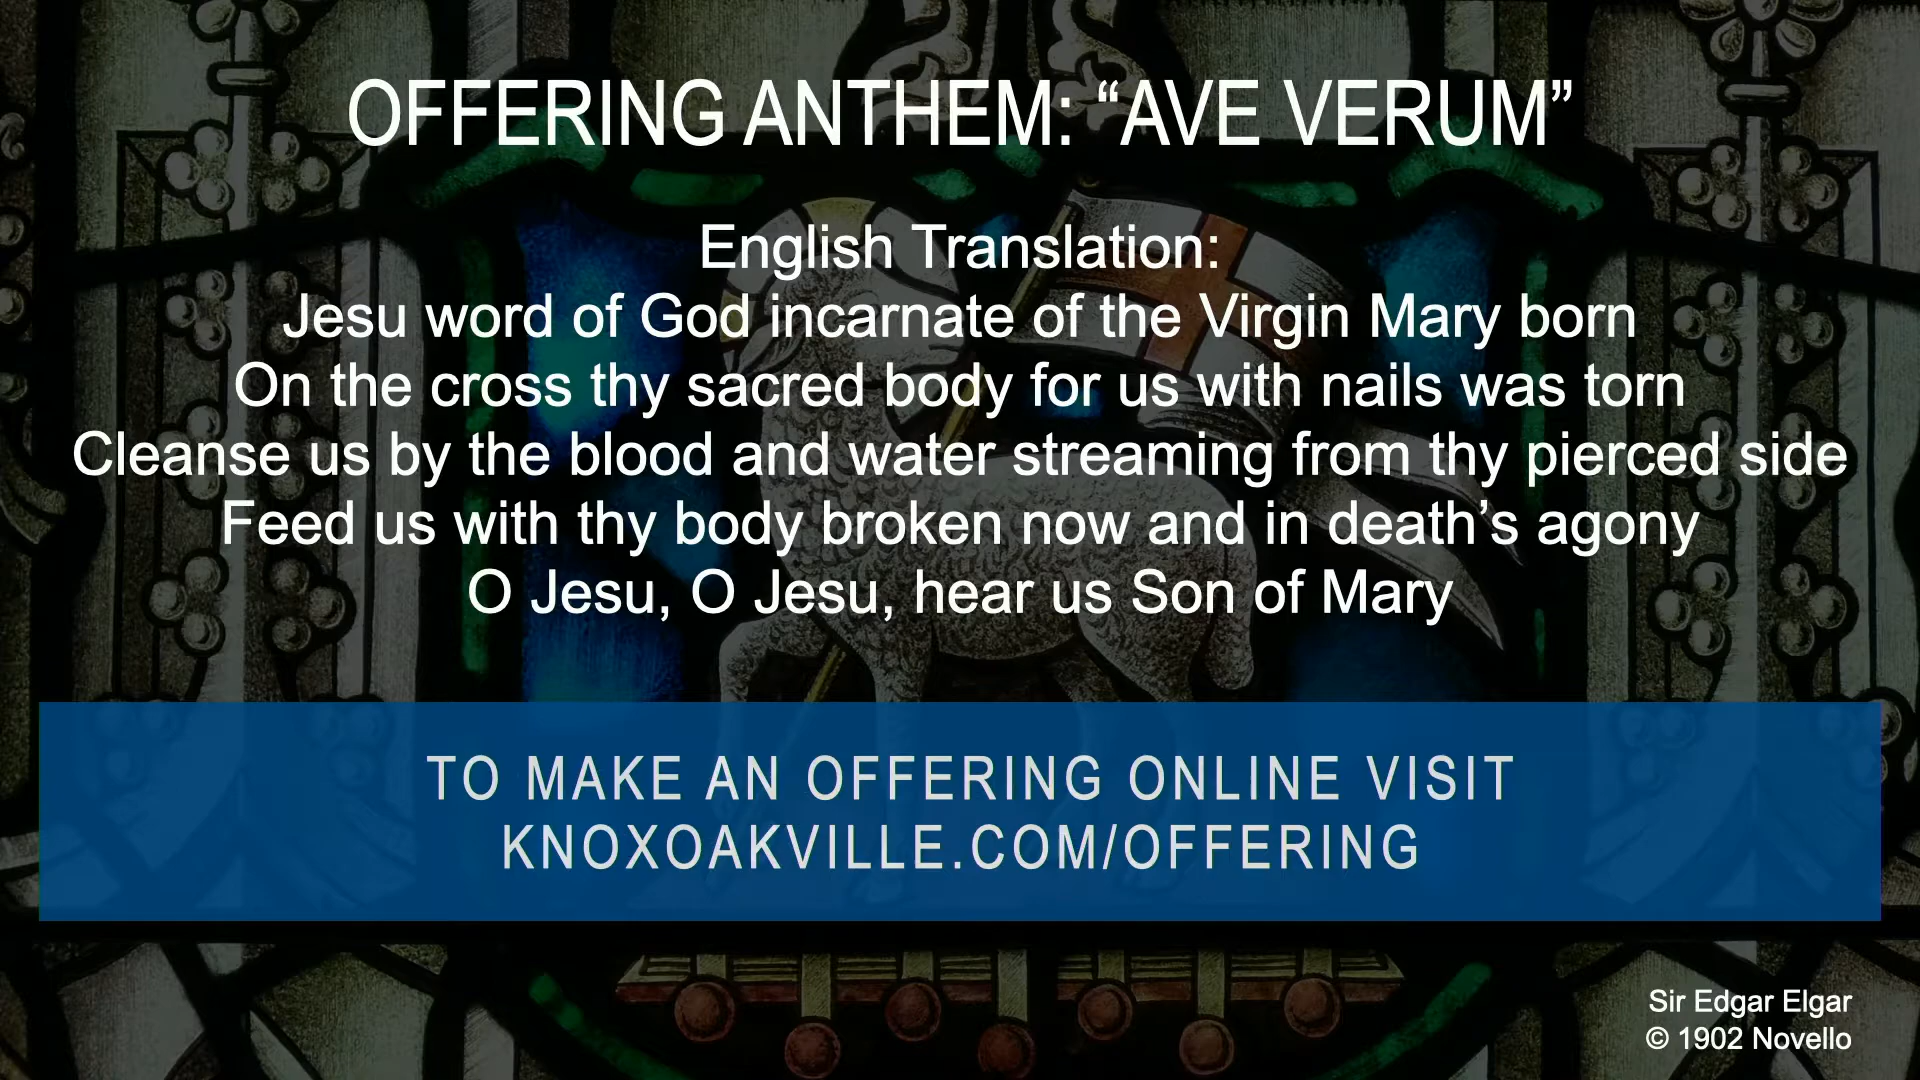 OFFERING ANTHEM: “AVE VERUM”
English Translation:
Jesu word of God incarnate of the Virgin Mary born
On the cross thy sacred body for us with nails was torn
Cleanse us by the blood and water streaming from thy pierced side
Feed us with thy body broken now and in death’s agony
O Jesu, O Jesu, hear us Son of Mary
TO MAKE AN OFFERING ONLINE VISIT
KNOXOAKVILLE.COM/OFFERING
Sir Edgar Elgar
© 1902 Novello